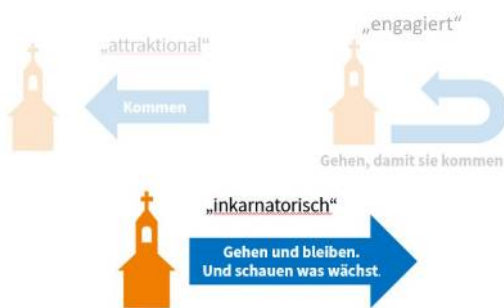 „attraktional“
Kommen
„engagiert“
Gehen, damit sie kommen
„inkarnatorisch“
Gehen und bleiben.
Und schauen was wächst.